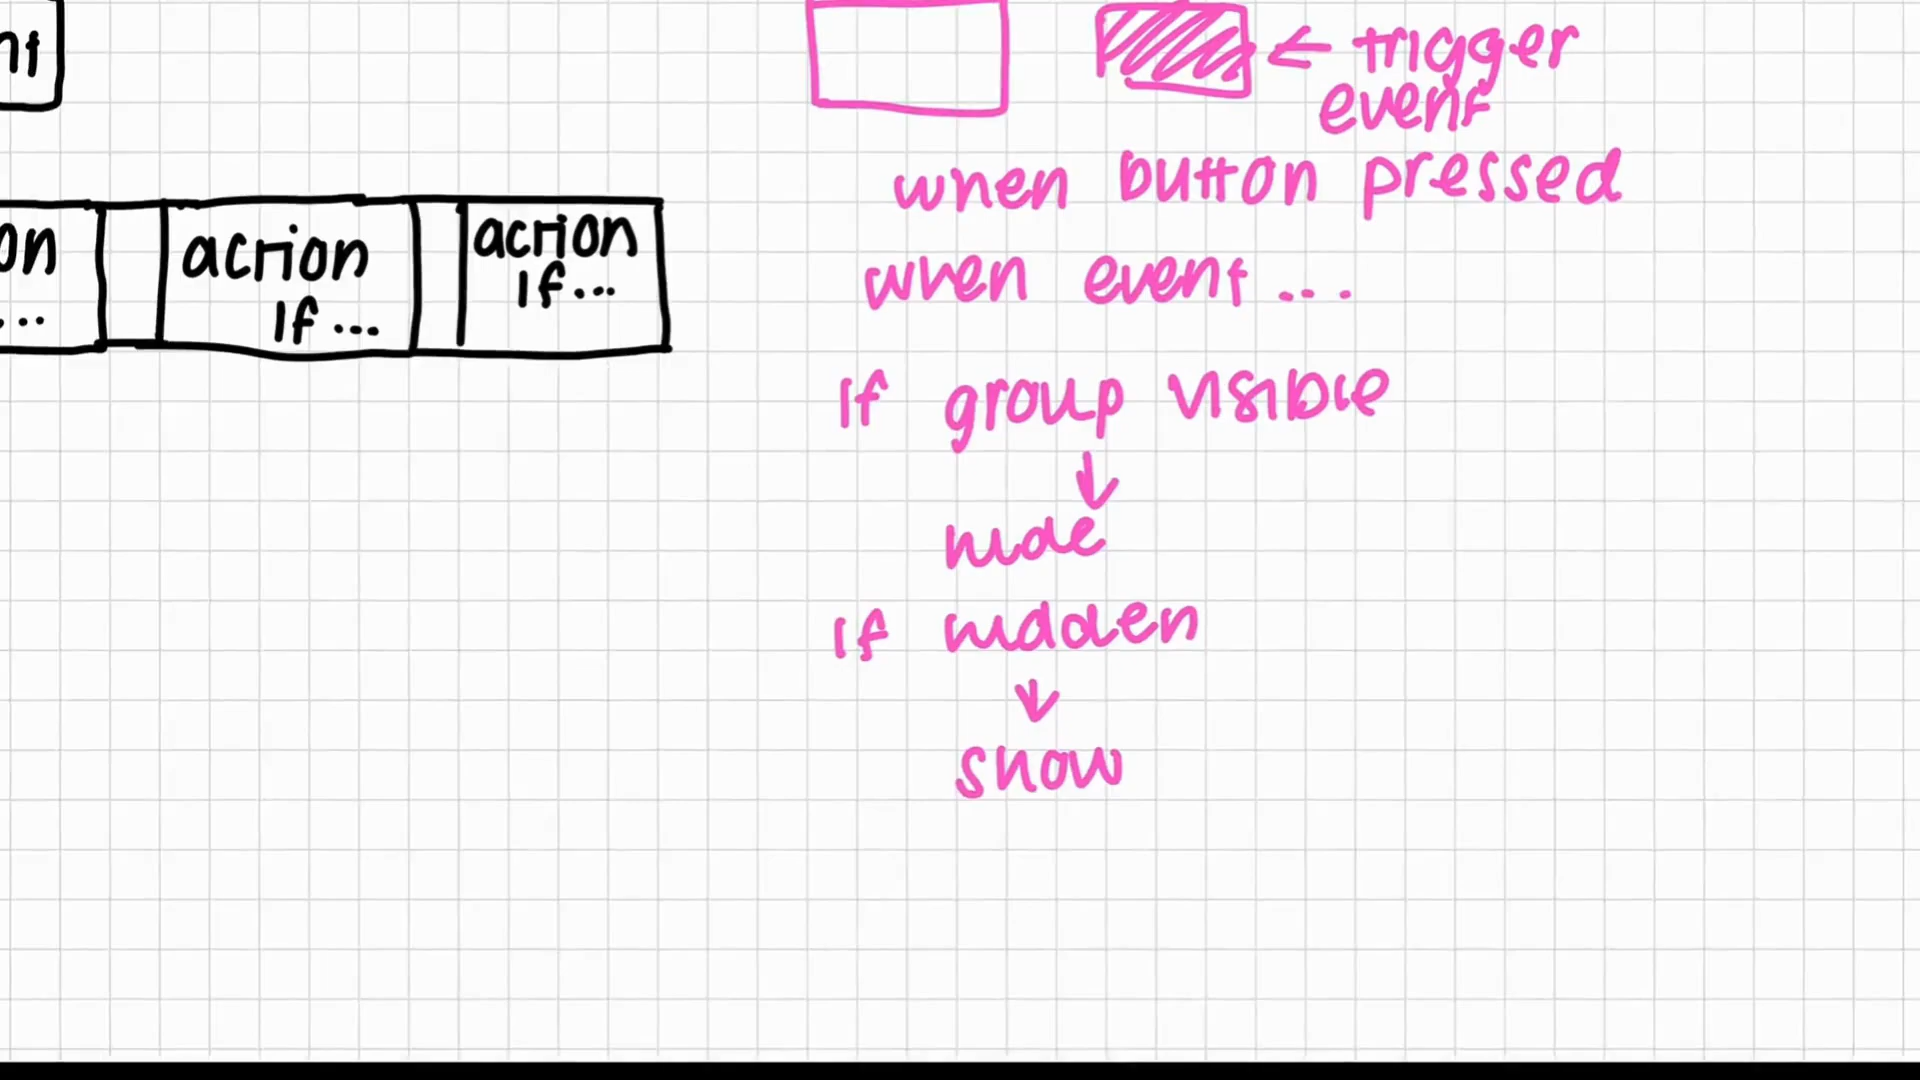 nt
on
...
action
If ...
action
If ...
← trigger
event
when button pressed
when event ...
If group visible
↓
hide
If hidden
↓
show